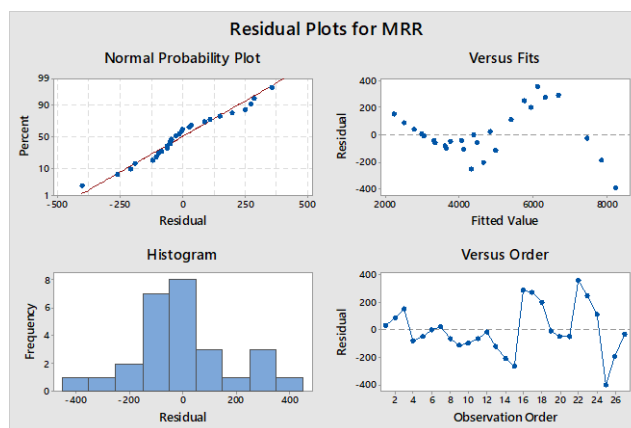 Residual Plots for MRR
Normal Probability Plot
Versus Fits
99
90
50
10
1
Percent
-500
-250
0
250
500
Residual
400
200
0
-200
-400
Residual
2000
4000
6000
8000
Fitted Value
Histogram
Versus Order
8
6
4
2
0
Frequency
-400
-200
0
200
400
Residual
400
200
0
-200
-400
Residual
2 4 6 8 10 12 14 16 18 20 22 24 26
Observation Order